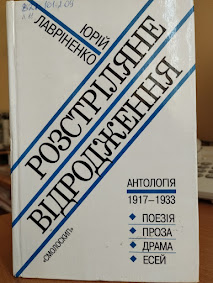 ЮРІЙ
ЛАВРІНЕНКО
РОЗСТРІЛЯНЕ
ВІДРОДЖЕННЯ
АНТОЛОГІЯ
1917–1933
ПОЕЗІЯ
ПРОЗА
ДРАМА
ЕСЕЙ
«СМОЛОСКИП»